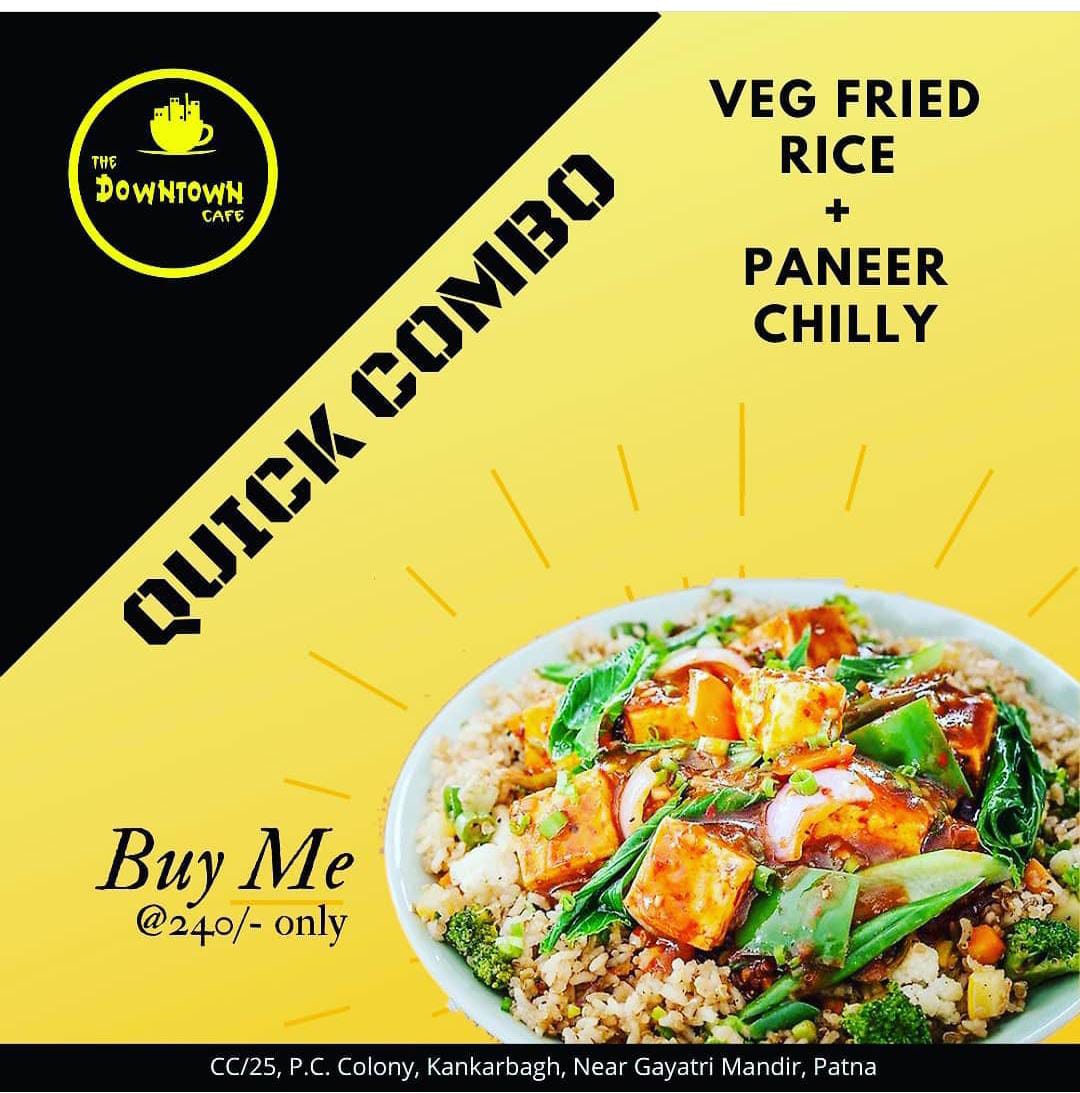 THE
DOWNTOWN
CAFE
VEG FRIED
RICE
+
PANEER
CHILLY
QUICK COMBO
Buy Me
@240/- only
CC/25, P.C. Colony, Kankarbagh, Near Gayatri Mandir, Patna